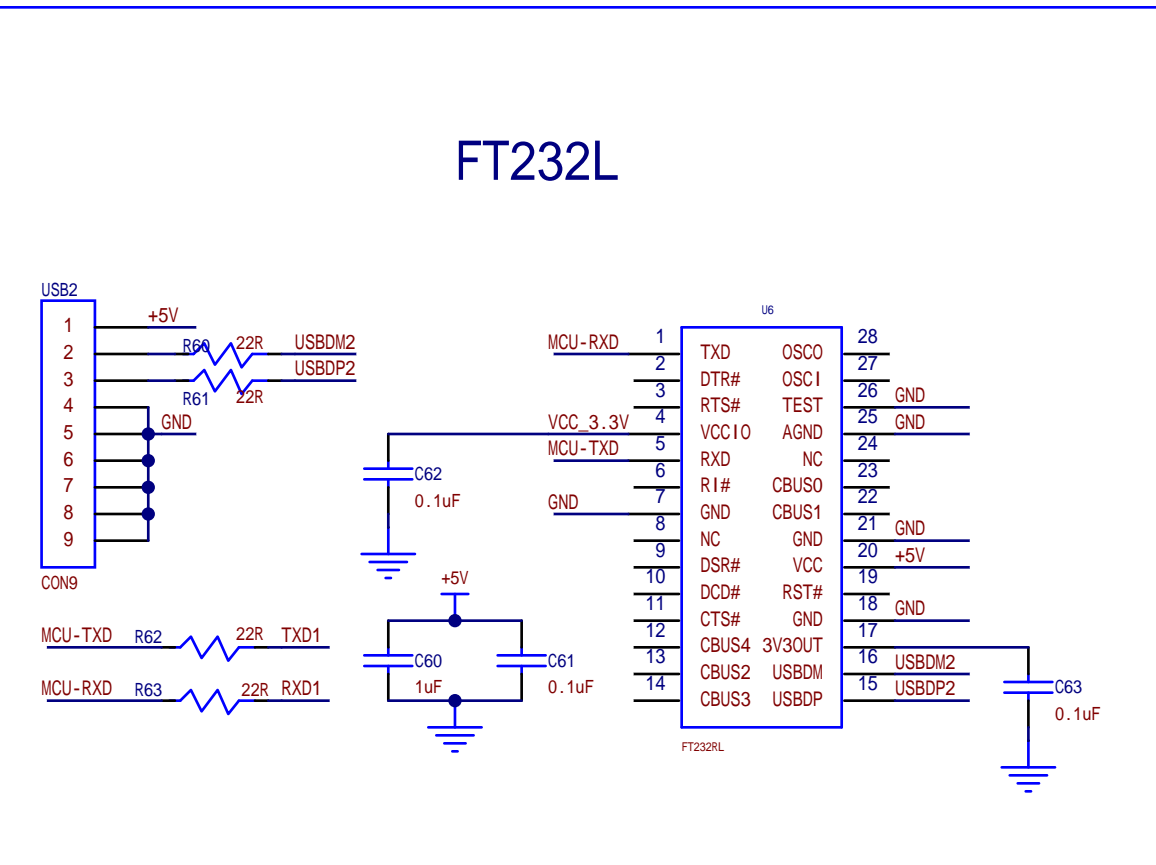 FT232L
USB2
1
2
3
4
5
6
7
8
9
CON9
+5V
R60 22R USBDM2
USBDP2
R61 22R
GND
MCU-TXD R62 22R TXD1
MCU-RXD R63 22R RXD1
C62
0.1uF
+5V
C60
1uF
C61
0.1uF
U6
MCU-RXD 1 TXD OSCO 28
2 DTR# OSCI 27
3 RTS# TEST 26 GND
VCC_3.3V 4 VCCIO AGND 25 GND
MCU-TXD 5 RXD NC 24
6 RI# CBUS0 23
GND 7 GND CBUS1 22
8 NC GND 21 GND
9 DSR# VCC 20 +5V
10 DCD# RST# 19
11 CTS# GND 18 GND
12 CBUS4 3V3OUT 17
13 CBUS2 USBDM 16 USBDM2
14 CBUS3 USBDP 15 USBDP2
FT232RL
C63
0.1uF